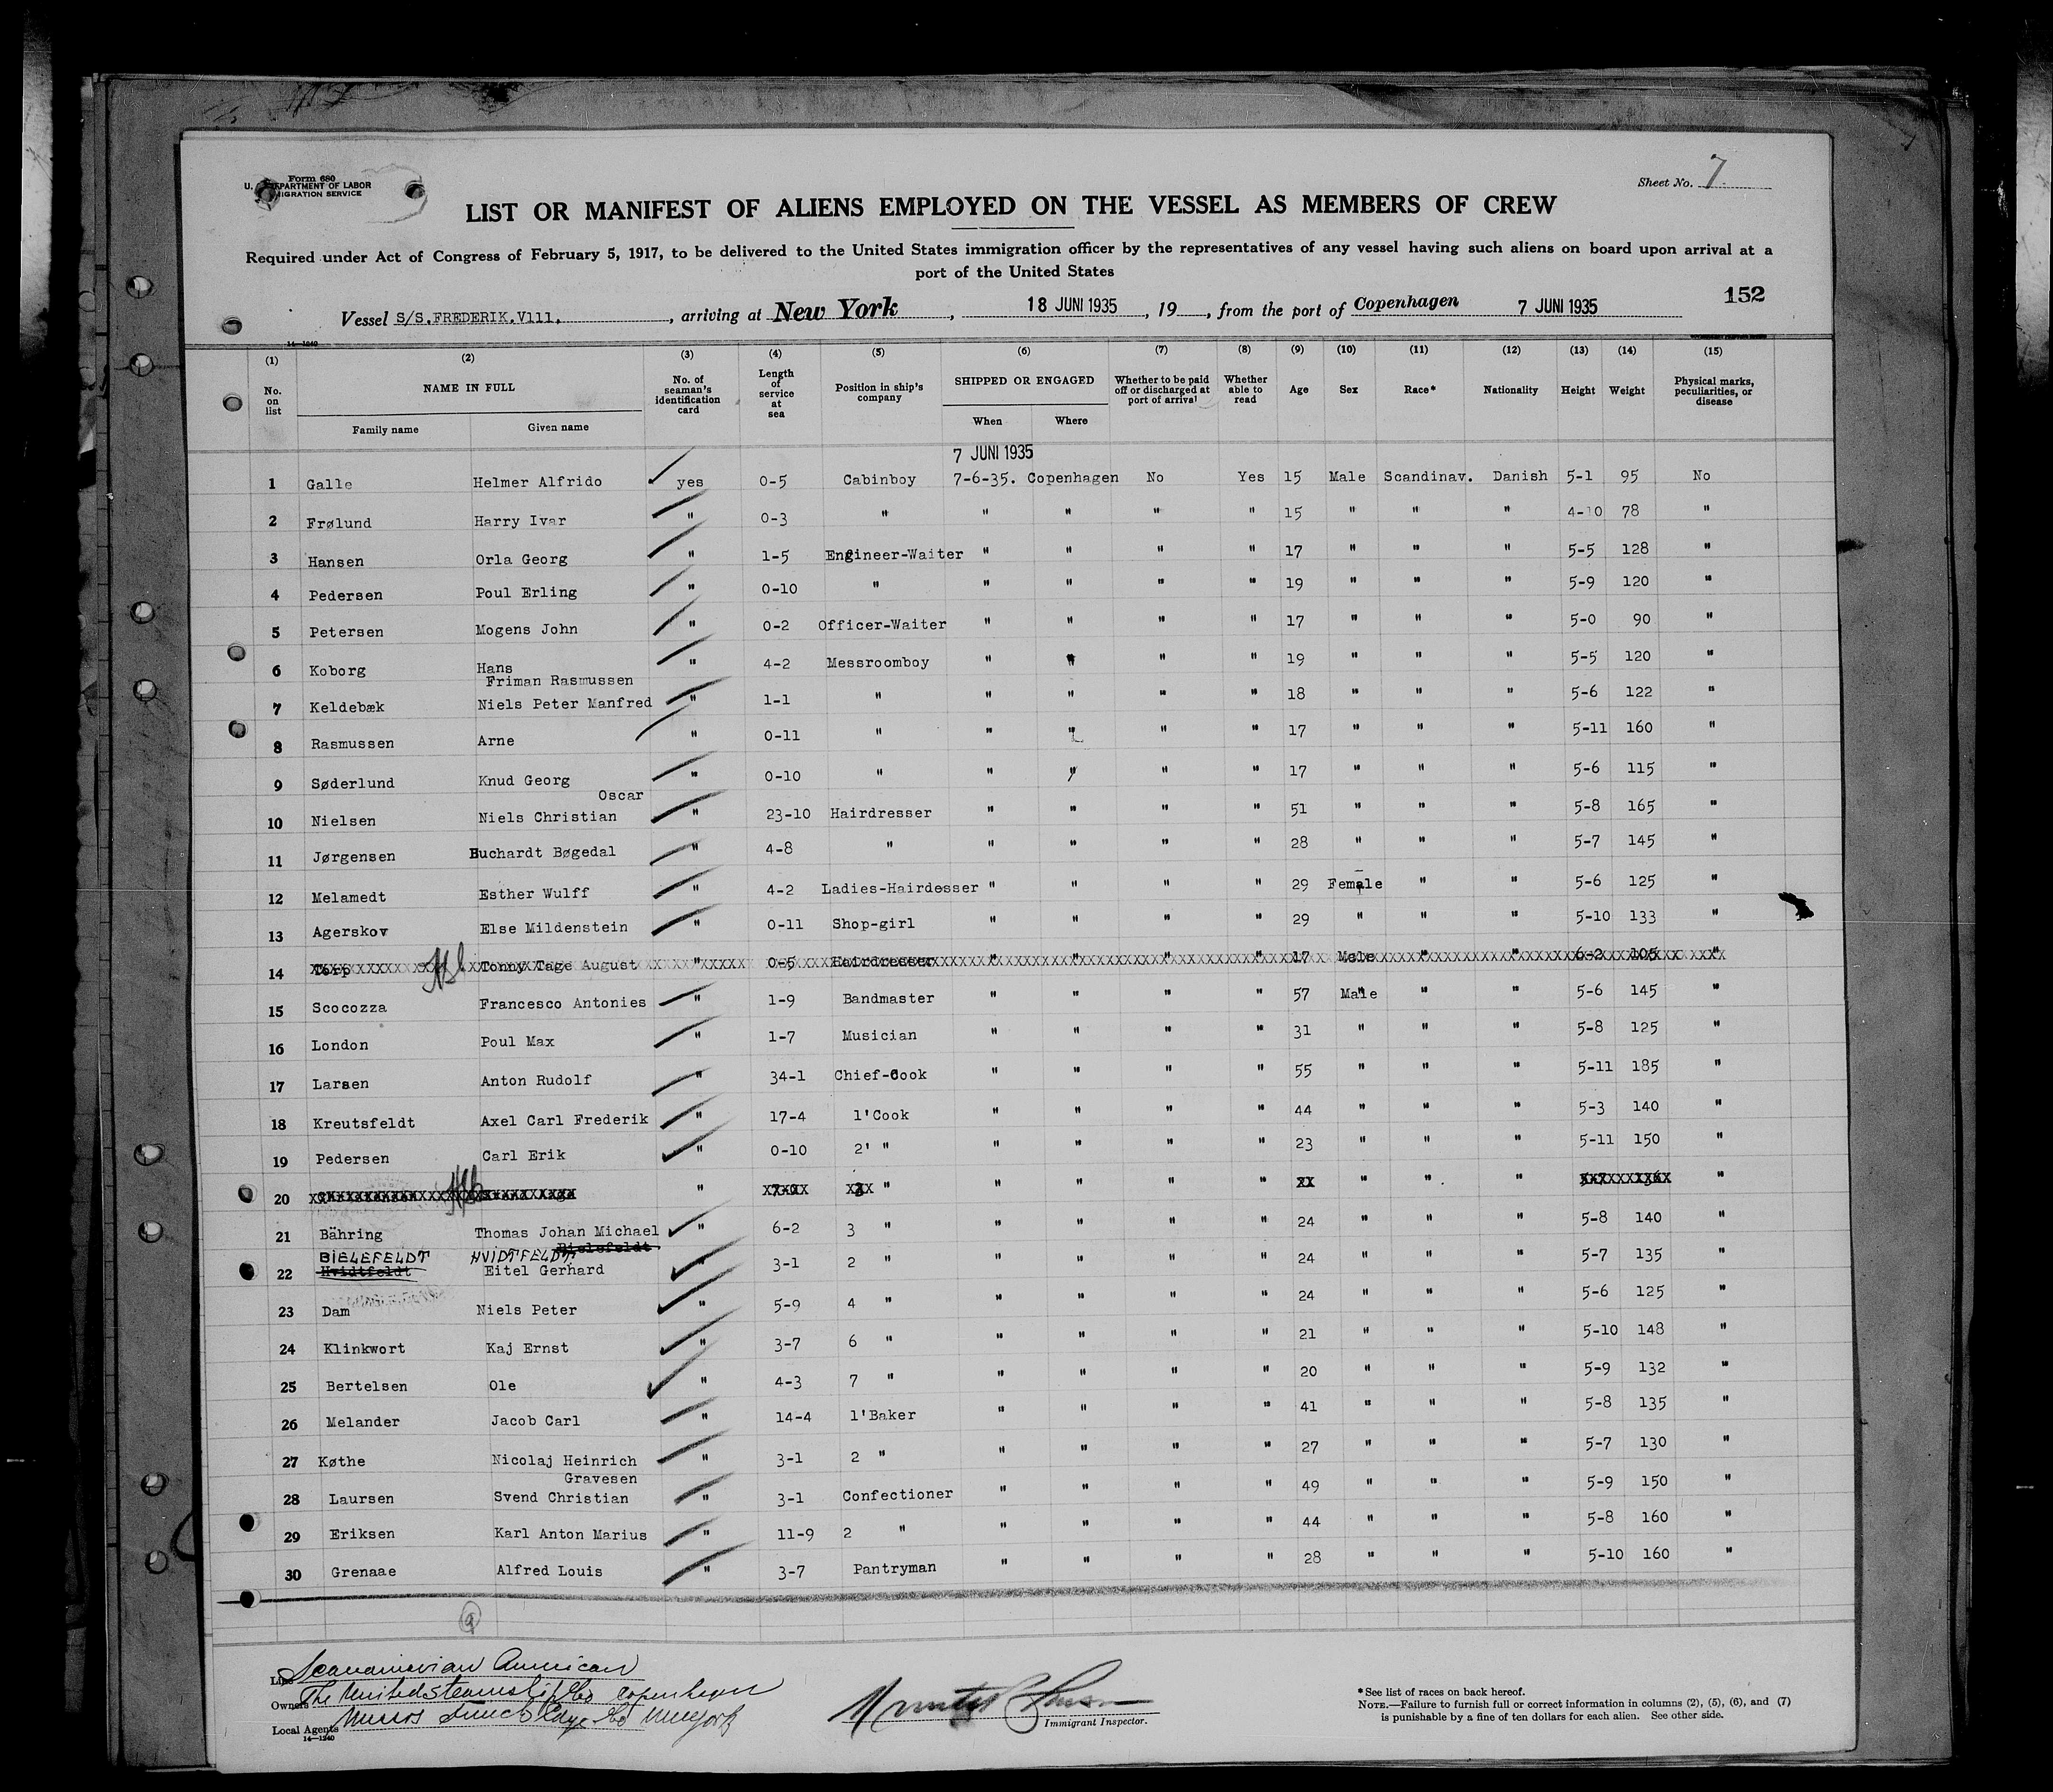 Form 680
U. DEPARTMENT OF LABOR
IMMIGRATION SERVICE
Sheet No. 7
LIST OR MANIFEST OF ALIENS EMPLOYED ON THE VESSEL AS MEMBERS OF CREW
Required under Act of Congress of February 5, 1917, to be delivered to the United States immigration officer by the representatives of any vessel having such aliens on board upon arrival at a
port of the United States
152
Vessel S/S.FREDERIK.V111. , arriving at New York , 18 JUNI 1935 , 19 , from the port of Copenhagen 7 JUNI 1935
14—1240
(1) (2) (3) (4) (5) (6) (7) (8) (9) (10) (11) (12) (13) (14) (15)
No. on list NAME IN FULL No. of seaman's identification card Length of service at sea Position in ship's company SHIPPED OR ENGAGED Whether to be paid off or discharged at port of arrival Whether able to read Age Sex Race* Nationality Height Weight Physical marks, peculiarities, or disease
Family name Given name When Where
7 JUNI 1935
1 Galle Helmer Alfrido yes 0-5 Cabinboy 7-6-35. Copenhagen No Yes 15 Male Scandinav. Danish 5-1 95 No
2 Frølund Harry Ivar " 0-3 " " " " " 15 " " " 4-10 78 "
3 Hansen Orla Georg " 1-5 Engineer-Waiter " " " " 17 " " " 5-5 128 "
4 Pedersen Poul Erling " 0-10 " " " " " 19 " " " 5-9 120 "
5 Petersen Mogens John " 0-2 Officer-Waiter " " " " 17 " " " 5-0 90 "
6 Koborg Hans " 4-2 Messroomboy " " " " 19 " " " 5-5 120 "
Friman Rasmussen
7 Keldebæk Niels Peter Manfred " 1-1 " " " " " 18 " " " 5-6 122 "
8 Rasmussen Arne " 0-11 " " " " " 17 " " " 5-11 160 "
9 Søderlund Knud Georg " 0-10 " " " " " 17 " " " 5-6 115 "
Oscar
10 Nielsen Niels Christian " 23-10 Hairdresser " " " " 51 " " " 5-8 165 "
11 Jørgensen Buchardt Bøgedal " 4-8 " " " " " 28 " " " 5-7 145 "
12 Melamedt Esther Wulff " 4-2 Ladies-Hairdesser " " " " 29 Female " " 5-6 125 "
13 Agerskov Else Mildenstein " 0-11 Shop-girl " " " " 29 " " " 5-10 133 "
14 Torp Tonny Tage August " 0-5 Hairdresser " " " " 17 Male " " 6-2 105 "
15 Scocozza Francesco Antonies " 1-9 Bandmaster " " " " 57 Male " " 5-6 145 "
16 London Poul Max " 1-7 Musician " " " " 31 " " " 5-8 125 "
17 Larsen Anton Rudolf " 34-1 Chief-Cook " " " " 55 " " " 5-11 185 "
18 Kreutsfeldt Axel Carl Frederik " 17-4 1'Cook " " " " 44 " " " 5-3 140 "
19 Pedersen Carl Erik " 0-10 2' " " " " " 23 " " " 5-11 150 "
20 " " " " " " " " " "
21 Bähring Thomas Johan Michael " 6-2 3 " " " " " 24 " " " 5-8 140 "
BIELEFELDT HVIDTFELDT Bielefeldt
22 Hvidtfeldt Eitel Gerhard " 3-1 2 " " " " " 24 " " " 5-7 135 "
23 Dam Niels Peter " 5-9 4 " " " " " 24 " " " 5-6 125 "
24 Klinkwort Kaj Ernst " 3-7 6 " " " " " 21 " " " 5-10 148 "
25 Bertelsen Ole " 4-3 7 " " " " " 20 " " " 5-9 132 "
26 Melander Jacob Carl " 14-4 1'Baker " " " " 41 " " " 5-8 135 "
27 Køthe Nicolaj Heinrich " 3-1 2 " " " " " 27 " " " 5-7 130 "
Gravesen
28 Laursen Svend Christian " 3-1 Confectioner " " " " 49 " " " 5-9 150 "
29 Eriksen Karl Anton Marius " 11-9 2 " " " " " 44 " " " 5-8 160 "
30 Grenaae Alfred Louis " 3-7 Pantryman " " " " 28 " " " 5-10 160 "
9
Line Scandinavian American
Owners The United Steamship Co Copenhagen
Local Agents New York
14—1240
Immigrant Inspector.
*See list of races on back hereof.
NOTE.—Failure to furnish full or correct information in columns (2), (5), (6), and (7)
is punishable by a fine of ten dollars for each alien. See other side.